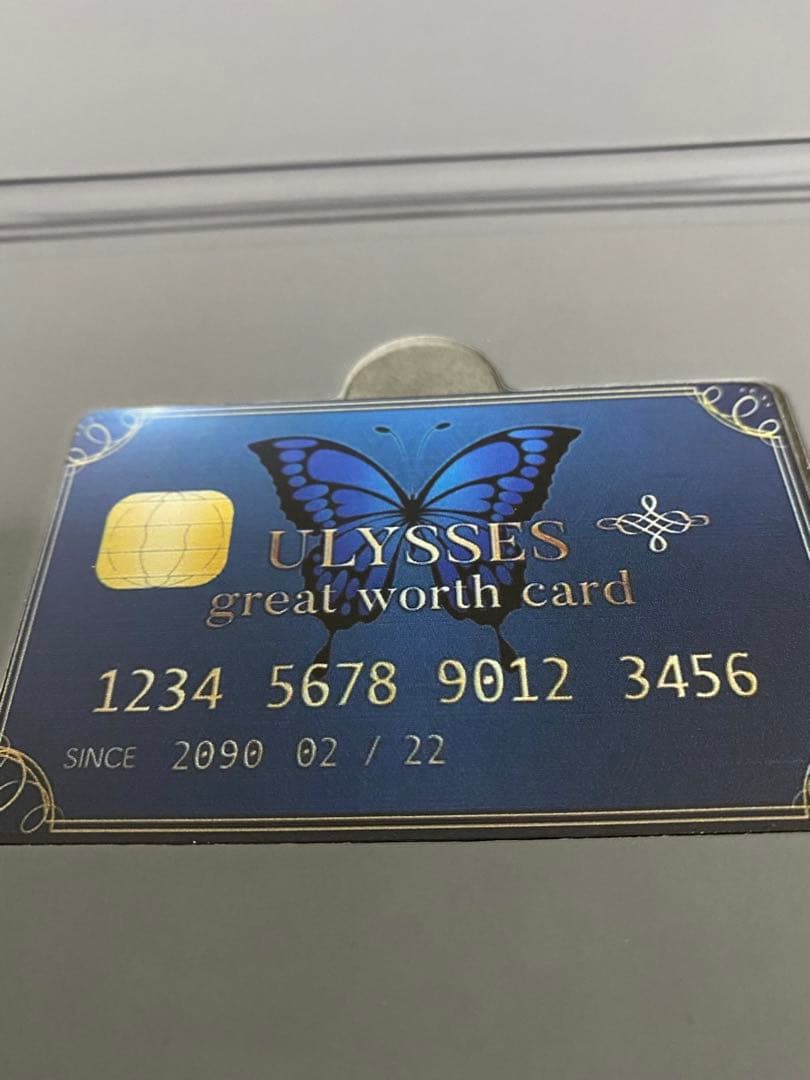 ULYSSES
great worth card
1234 5678 9012 3456
SINCE 2090 02 / 22